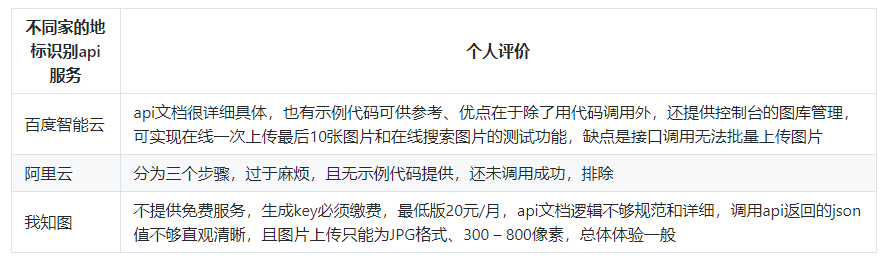 不同家的地
标识别api
服务
个人评价
百度智能云
api文档很详细具体，也有示例代码可供参考、优点在于除了用代码调用外，还提供控制台的图库管理，
可实现在线一次上传最后10张图片和在线搜索图片的测试功能，缺点是接口调用无法批量上传图片
阿里云
分为三个步骤，过于麻烦，且无示例代码提供，还未调用成功，排除
我知图
不提供免费服务，生成key必须缴费，最低版20元/月，api文档逻辑不够规范和详细，调用api返回的json
值不够直观清晰，且图片上传只能为JPG格式、300 – 800像素，总体体验一般